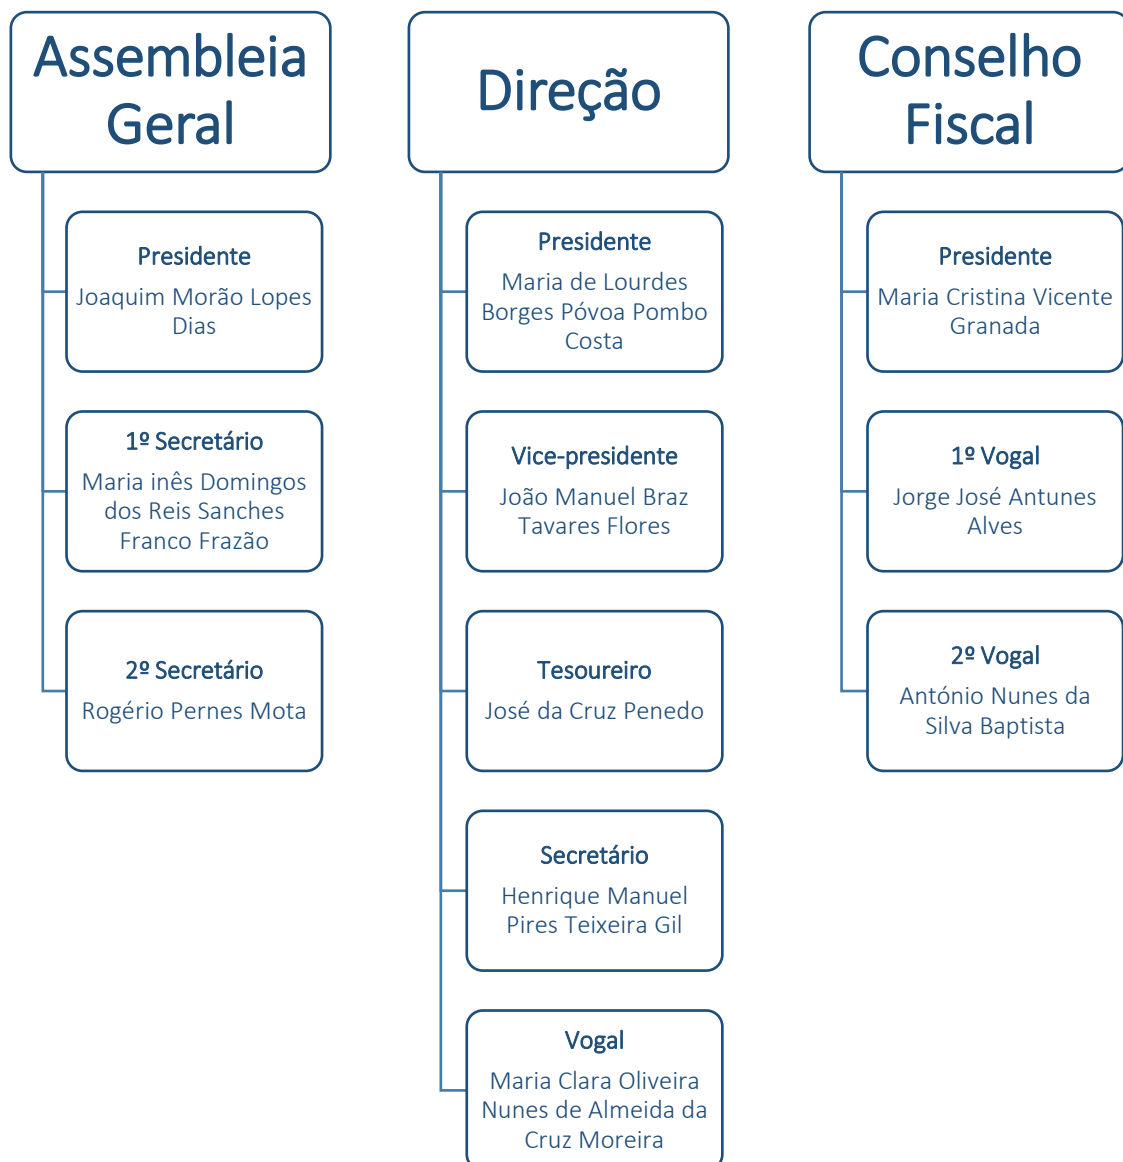 Assembleia
Geral
Presidente
Joaquim Morão Lopes
Dias
1º Secretário
Maria inês Domingos
dos Reis Sanches
Franco Frazão
2º Secretário
Rogério Pernes Mota
Direção
Presidente
Maria de Lourdes
Borges Póvoa Pombo
Costa
Vice-presidente
João Manuel Braz
Tavares Flores
Tesoureiro
José da Cruz Penedo
Secretário
Henrique Manuel
Pires Teixeira Gil
Vogal
Maria Clara Oliveira
Nunes de Almeida da
Cruz Moreira
Conselho
Fiscal
Presidente
Maria Cristina Vicente
Granada
1º Vogal
Jorge José Antunes
Alves
2º Vogal
António Nunes da
Silva Baptista